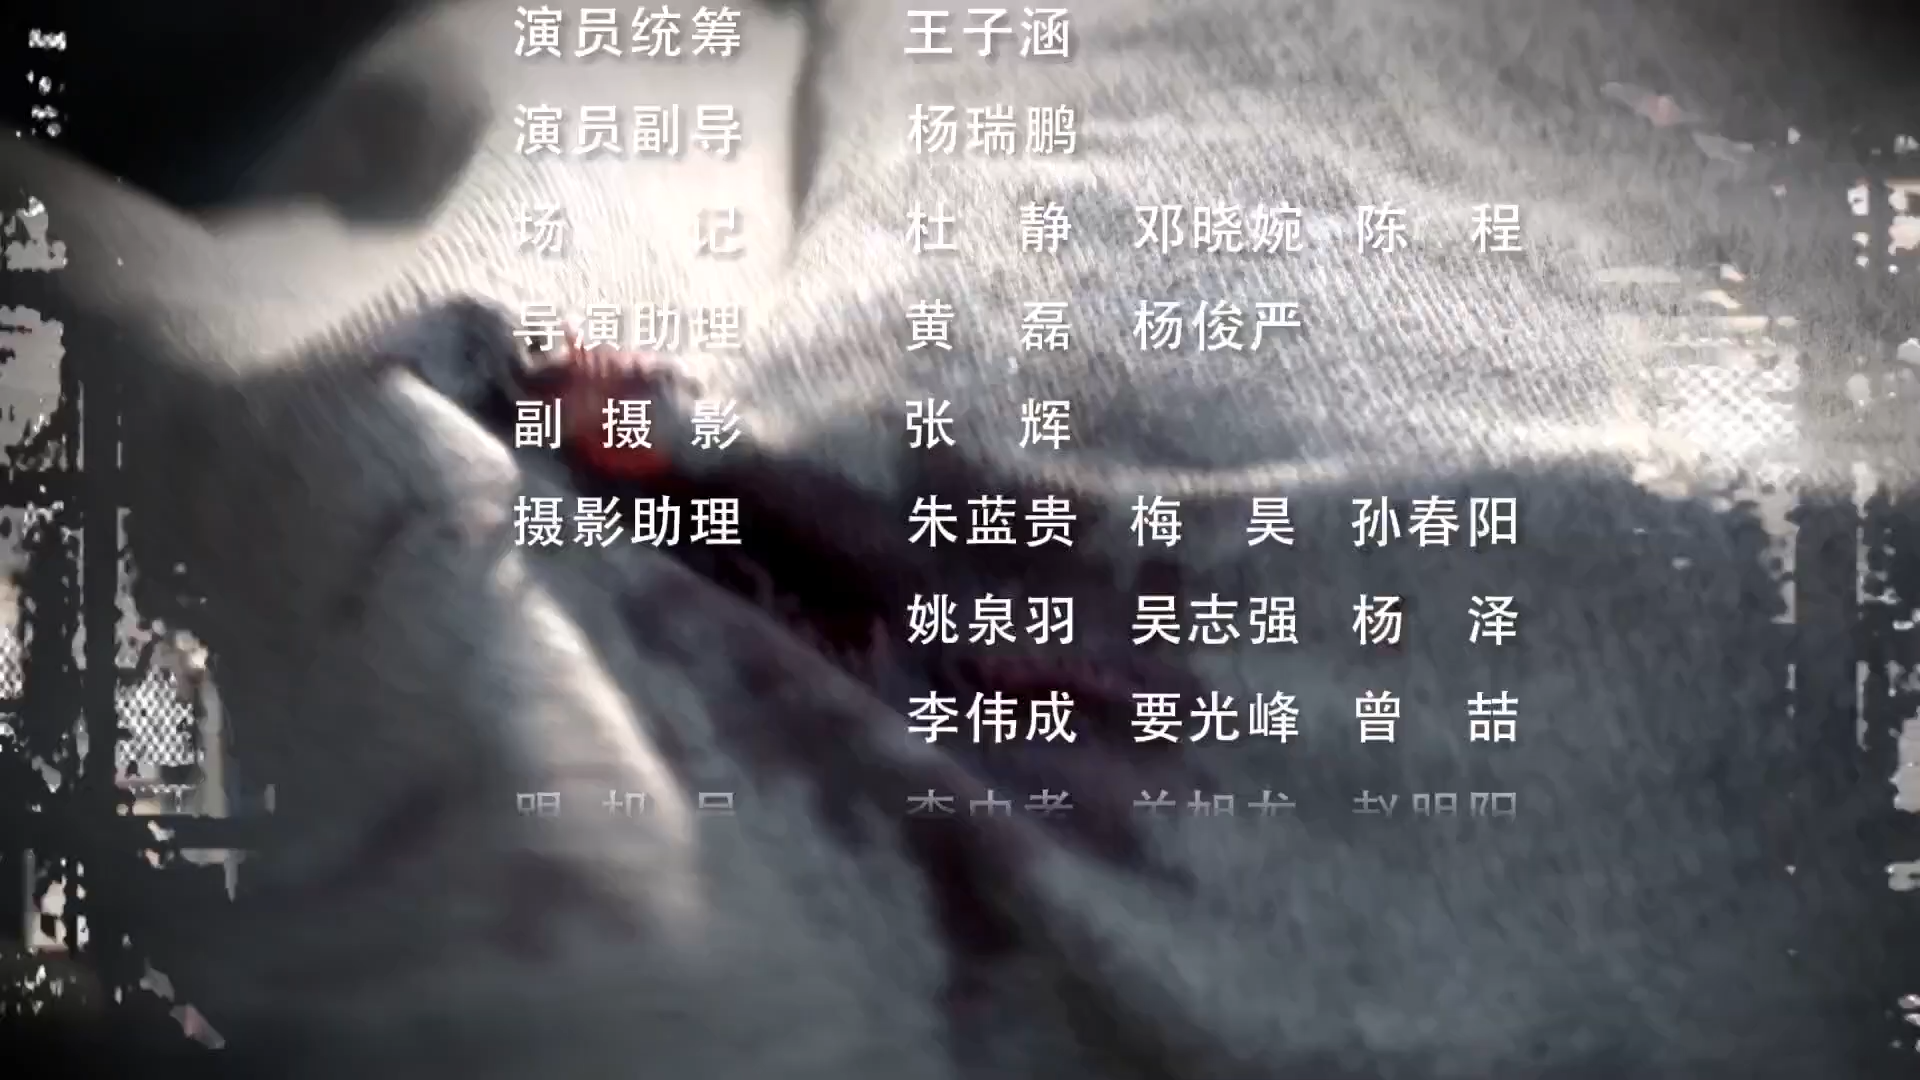 演员统筹 王子涵
演员副导 杨瑞鹏
场记 杜静 邓晓婉 陈程
导演助理 黄磊 杨俊严
副摄影 张辉
摄影助理 朱蓝贵 梅昊 孙春阳
姚泉羽 吴志强 杨泽
李伟成 要光峰 曾喆